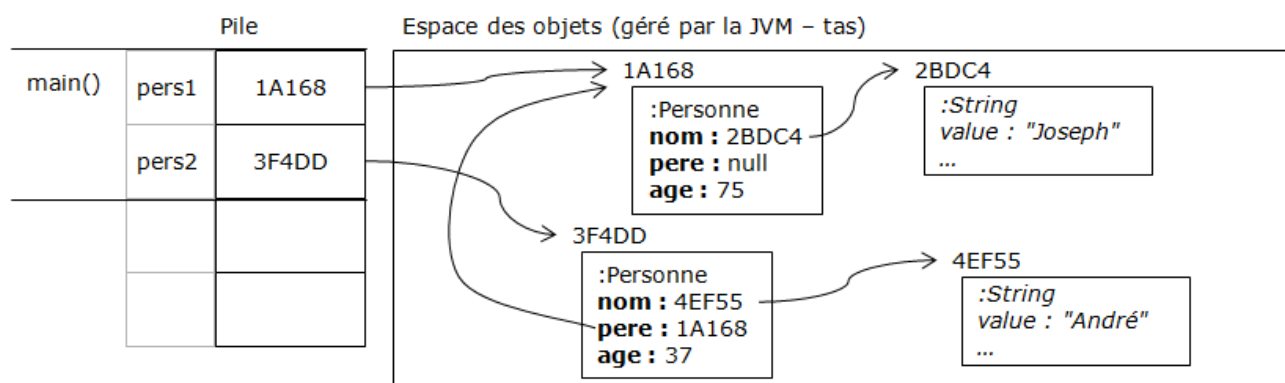 Pile
Espace des objets (géré par la JVM – tas)
main()
pers1
1A168
pers2
3F4DD
1A168
:Personne
nom : 2BDC4
pere : null
age : 75
2BDC4
:String
value : "Joseph"
...
3F4DD
:Personne
nom : 4EF55
pere : 1A168
age : 37
4EF55
:String
value : "André"
...